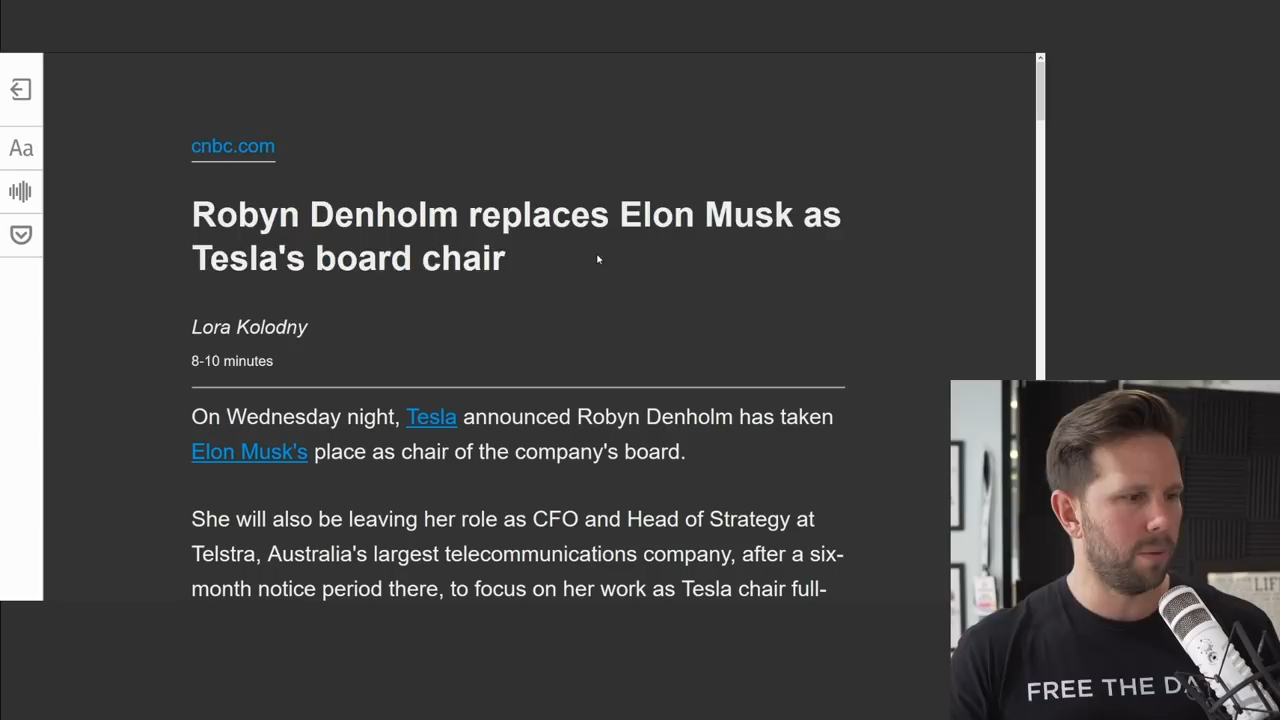 cnbc.com
Robyn Denholm replaces Elon Musk as
Tesla's board chair
Aa
Lora Kolodny
8-10 minutes
On Wednesday night, Tesla announced Robyn Denholm has taken
Elon Musk's place as chair of the company's board.
She will also be leaving her role as CFO and Head of Strategy at
Telstra, Australia's largest telecommunications company, after a six-
month notice period there, to focus on her work as Tesla chair full-
FREE THE DA